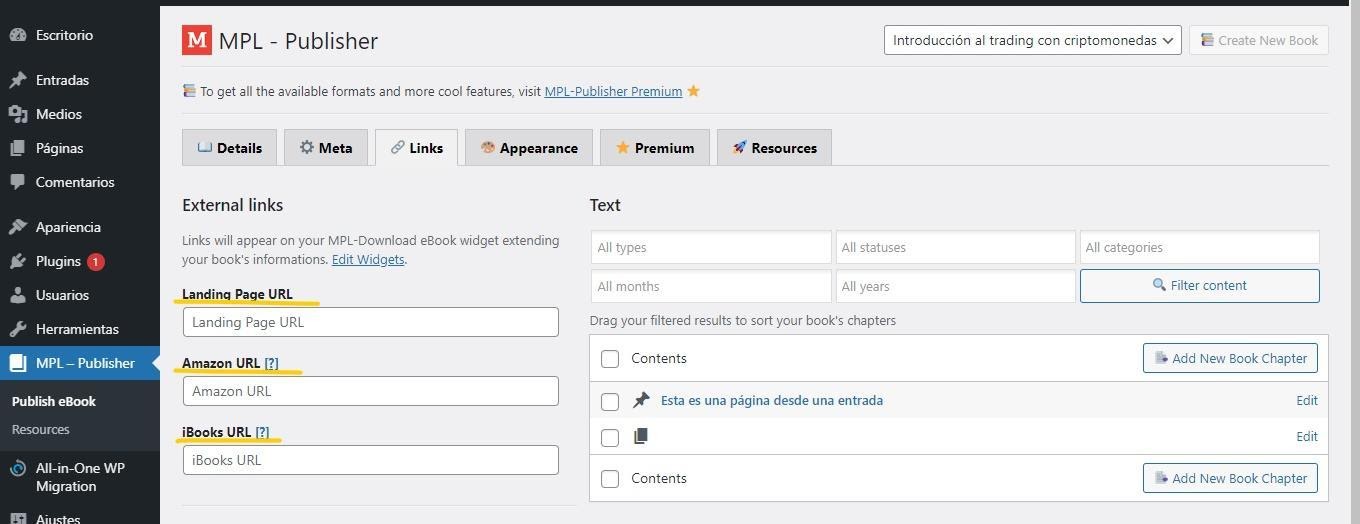 Escritorio
Entradas
Medios
Páginas
Comentarios
Apariencia
Plugins 1
Usuarios
Herramientas
MPL – Publisher
Publish eBook
Resources
All-in-One WP
Migration
Ajustes
M MPL - Publisher
Introducción al trading con criptomonedas
Create New Book
To get all the available formats and more cool features, visit MPL-Publisher Premium
Details
Meta
Links
Appearance
Premium
Resources
External links
Links will appear on your MPL-Download eBook widget extending
your book's informations. Edit Widgets.
Landing Page URL
Landing Page URL
Amazon URL [?]
Amazon URL
iBooks URL [?]
iBooks URL
Text
All types
All statuses
All categories
All months
All years
Filter content
Drag your filtered results to sort your book's chapters
Contents
Add New Book Chapter
Esta es una página desde una entrada
Edit
Edit
Contents
Add New Book Chapter